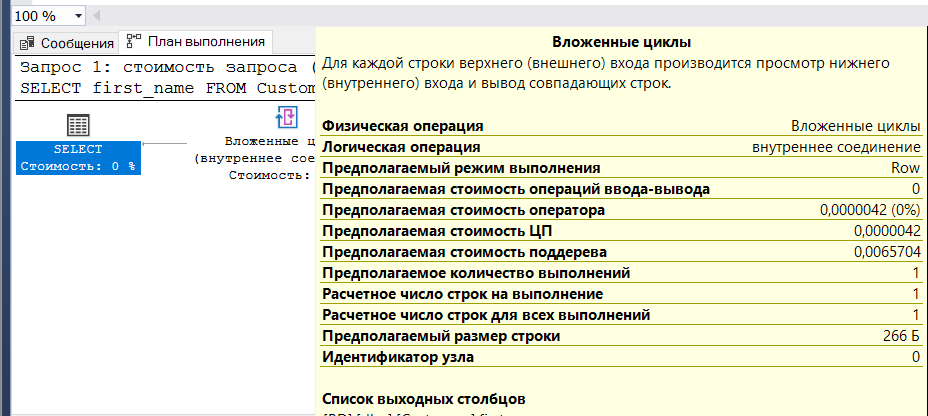 100 %
Сообщения План выполнения
Запрос 1: стоимость запроса (
SELECT first_name FROM Custom
SELECT
Стоимость: 0 %
Вложенные ц
(внутреннее сое
Стоимость:
Вложенные циклы
Для каждой строки верхнего (внешнего) входа производится просмотр нижнего
(внутреннего) входа и вывод совпадающих строк.
Физическая операция Вложенные циклы
Логическая операция внутреннее соединение
Предполагаемый режим выполнения Row
Предполагаемая стоимость операций ввода-вывода 0
Предполагаемая стоимость оператора 0,0000042 (0%)
Предполагаемая стоимость ЦП 0,0000042
Предполагаемая стоимость поддерева 0,0065704
Предполагаемое количество выполнений 1
Расчетное число строк на выполнение 1
Расчетное число строк для всех выполнений 1
Предполагаемый размер строки 266 Б
Идентификатор узла 0
Список выходных столбцов